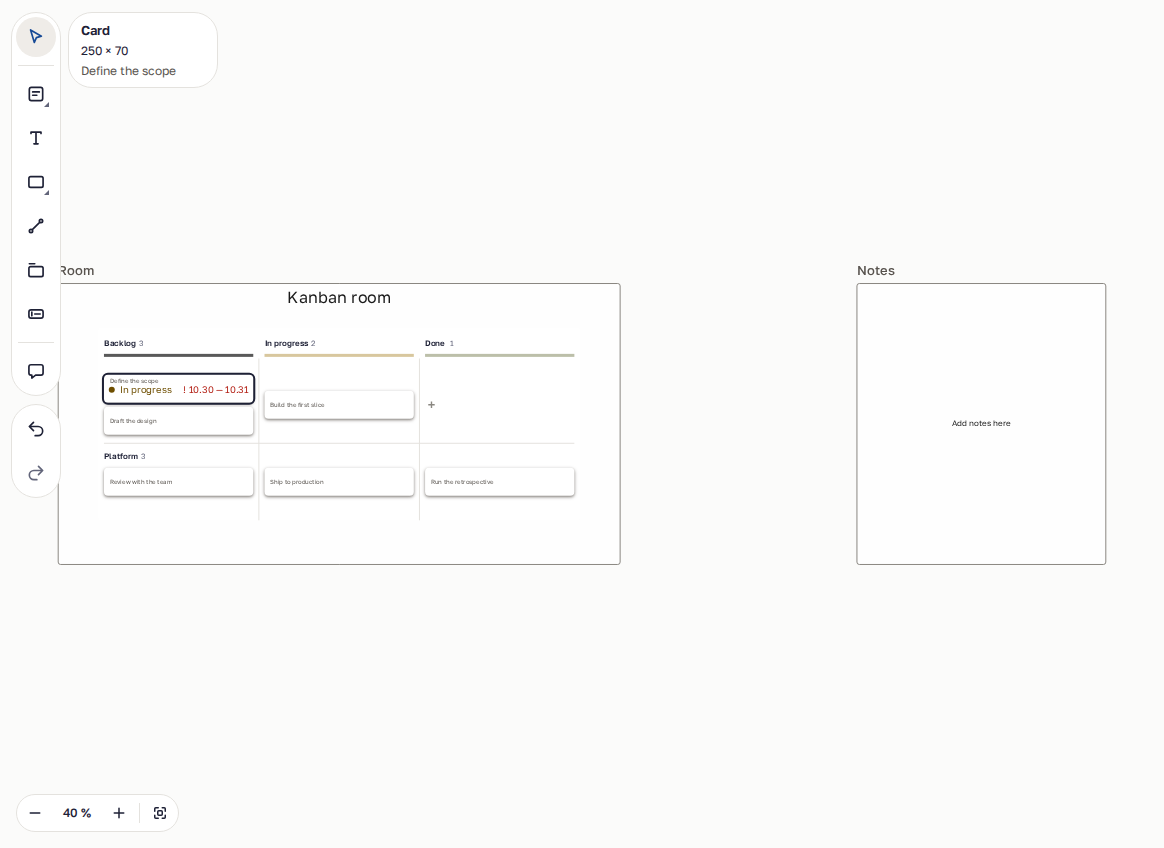 Card
250 × 70
Define the scope
Room
Notes
Kanban room
Backlog 3
In progress 2
Done 1
Define the scope
In progress ! 10.30 – 10.31
Build the first slice
Draft the design
Add notes here
Platform 3
Review with the team
Ship to production
Run the retrospective
40 %